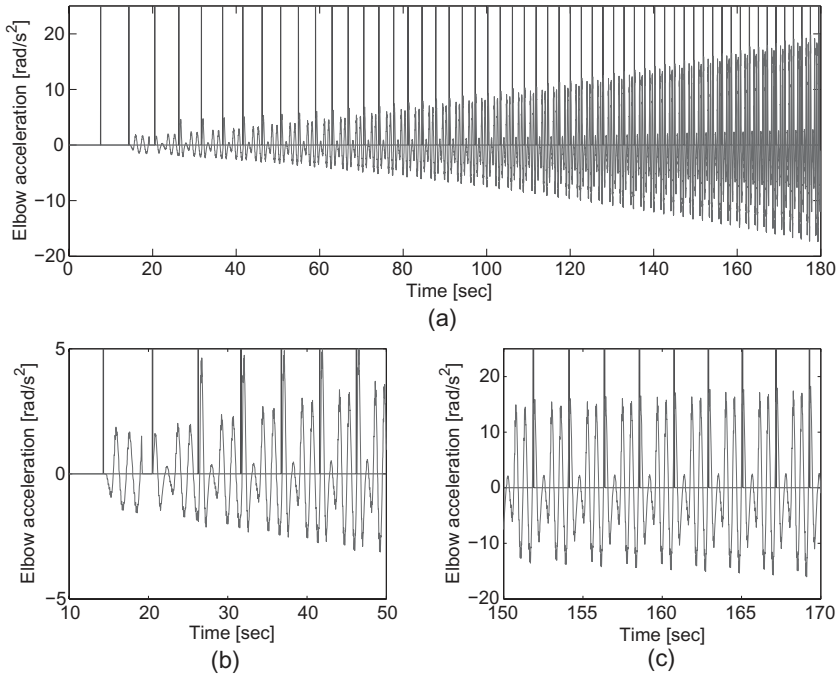 Elbow acceleration [rad/s²]
20
10
0
−10
−20
0 20 40 60 80 100 120 140 160 180
Time [sec]
(a)
Elbow acceleration [rad/s²]
5
0
−5
10 20 30 40 50
Time [sec]
(b)
Elbow acceleration [rad/s²]
20
10
0
−10
−20
150 155 160 165 170
Time [sec]
(c)